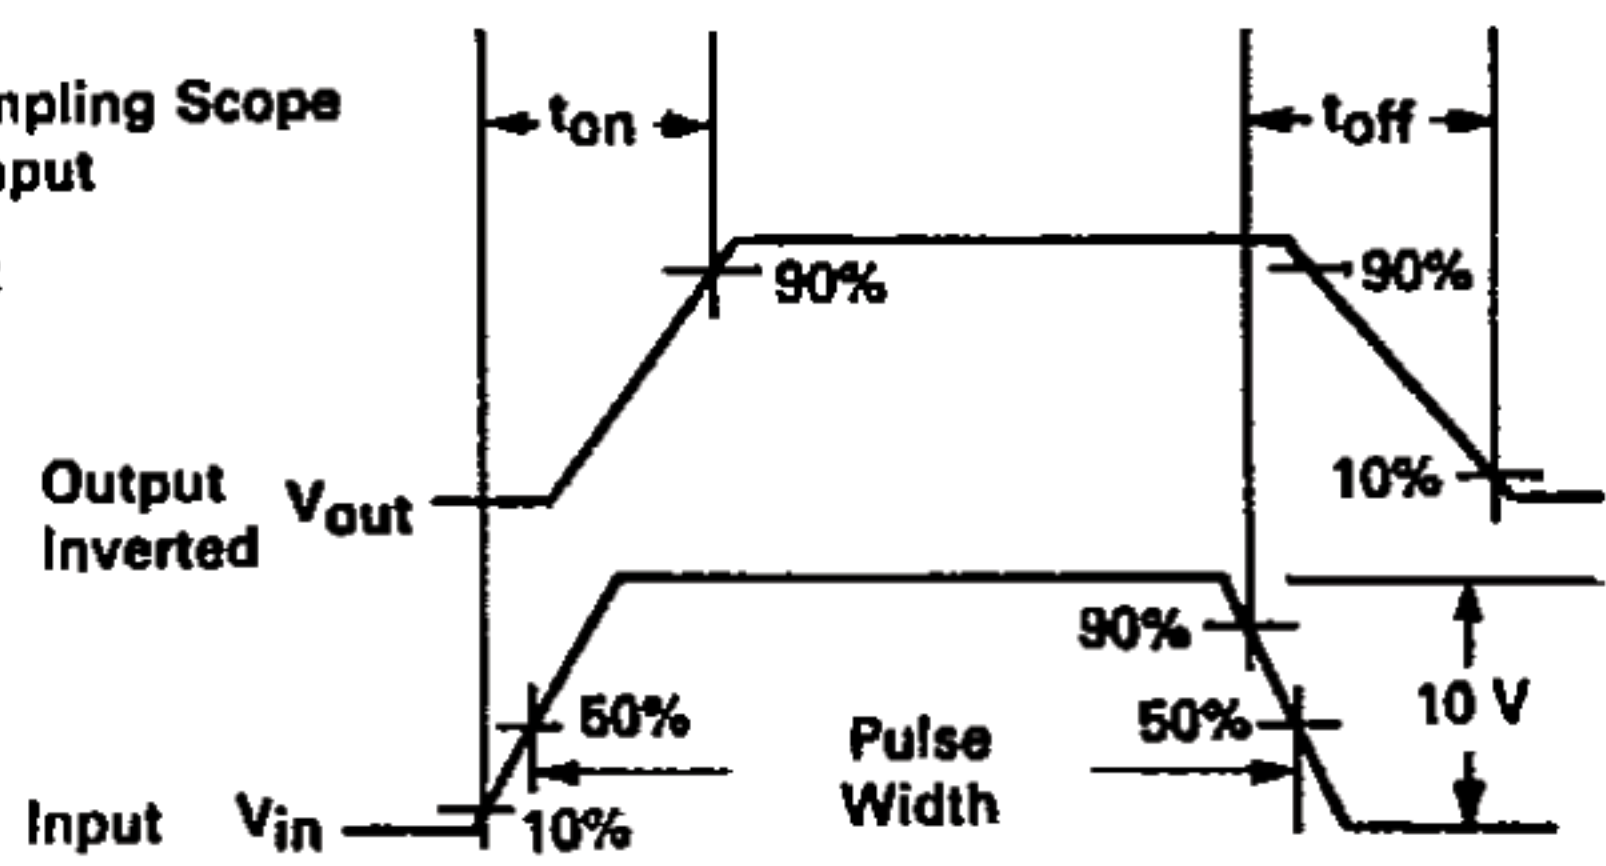 mpling Scope
nput
ton
toff
90%
90%
10%
Output
Inverted
Vout
90%
50%
50%
10 V
Pulse
Width
Input
Vin
10%